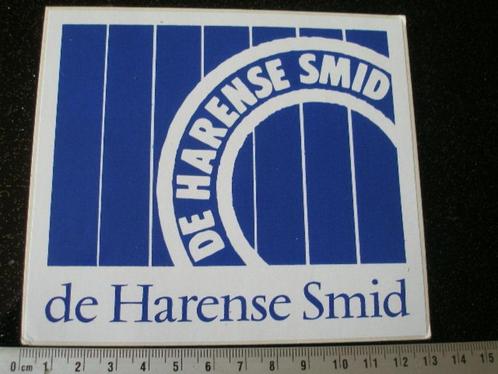 DE HARENSE SMID
de Harense Smid
0 cm 1 2 3 4 5 6 7 8 9 10 11 12 13 14 15